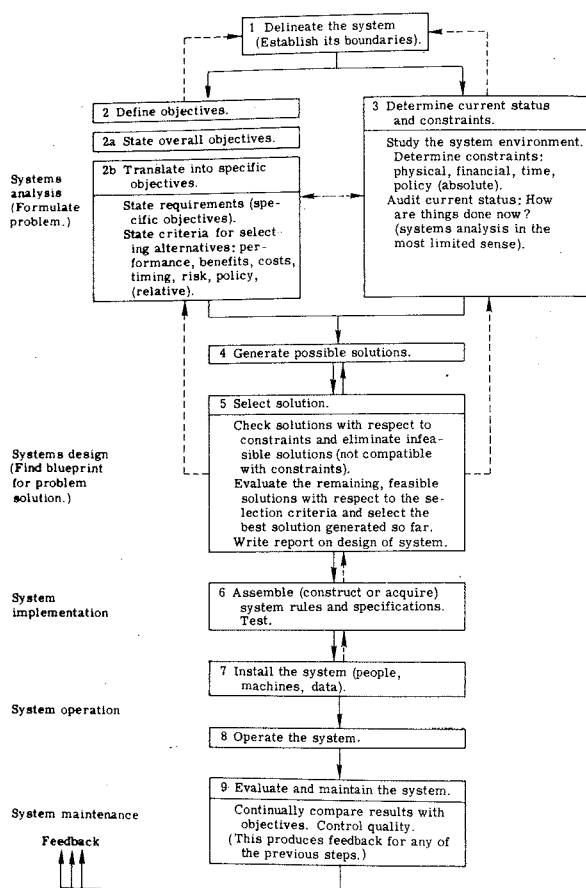 1 Delineate the system
(Establish its boundaries).
2 Define objectives.
2a State overall objectives.
2b Translate into specific
objectives.
State requirements (spe-
cific objectives).
State criteria for select
ing alternatives: per-
formance, benefits, costs,
timing, risk, policy,
(relative).
3 Determine current status
and constraints.
Study the system environment.
Determine constraints:
physical, financial, time,
policy (absolute).
Audit current status: How
are things done now?
(systems analysis in the
most limited sense).
Systems
analysis
(Formulate
problem.)
4 Generate possible solutions.
5 Select solution.
Check solutions with respect to
constraints and eliminate infea-
sible solutions (not compatible
with constraints).
Evaluate the remaining, feasible
solutions with respect to the se-
lection criteria and select the
best solution generated so far.
Write report on design of system.
Systems design
(Find blueprint
for problem
solution.)
6 Assemble (construct or acquire)
system rules and specifications.
Test.
System
implementation
7 Install the system (people,
machines, data).
System operation
8 Operate the system.
9 Evaluate and maintain the system.
Continually compare results with
objectives. Control quality.
(This produces feedback for any of
the previous steps.)
System maintenance
Feedback